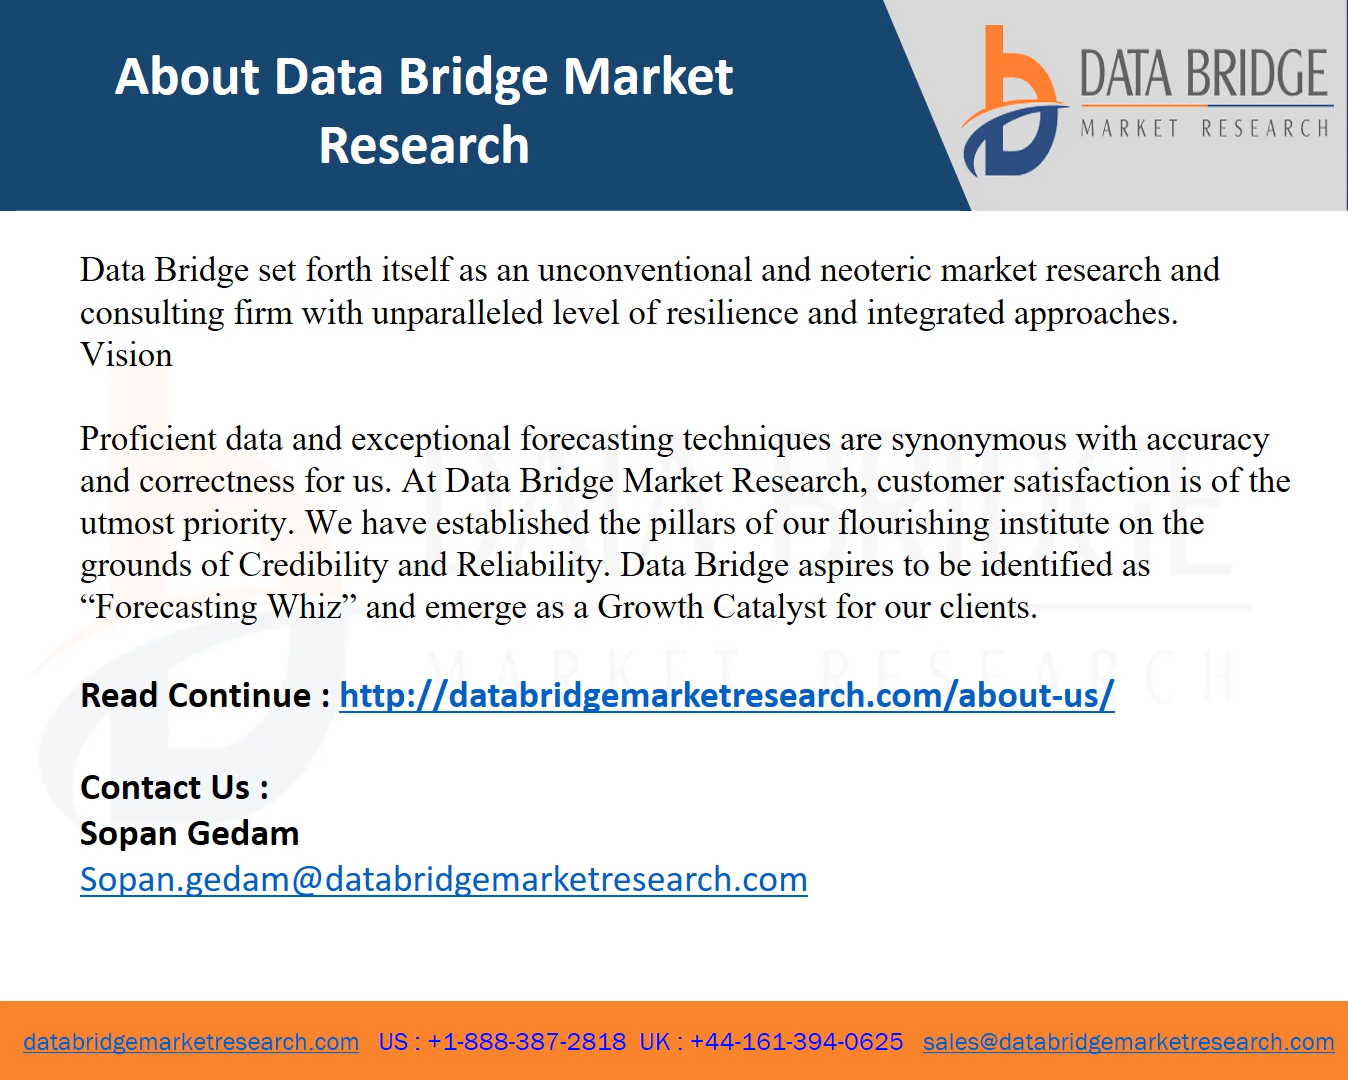 About Data Bridge Market
Research
DATA BRIDGE
MARKET RESEARCH
Data Bridge set forth itself as an unconventional and neoteric market research and
consulting firm with unparalleled level of resilience and integrated approaches.
Vision
Proficient data and exceptional forecasting techniques are synonymous with accuracy
and correctness for us. At Data Bridge Market Research, customer satisfaction is of the
utmost priority. We have established the pillars of our flourishing institute on the
grounds of Credibility and Reliability. Data Bridge aspires to be identified as
“Forecasting Whiz” and emerge as a Growth Catalyst for our clients.
DATA BRIDGE
MARKET RESEARCH
Read Continue : http://databridgemarketresearch.com/about-us/
Contact Us :
Sopan Gedam
Sopan.gedam@databridgemarketresearch.com
databridgemarketresearch.com US : +1-888-387-2818 UK : +44-161-394-0625 sales@databridgemarketresearch.com